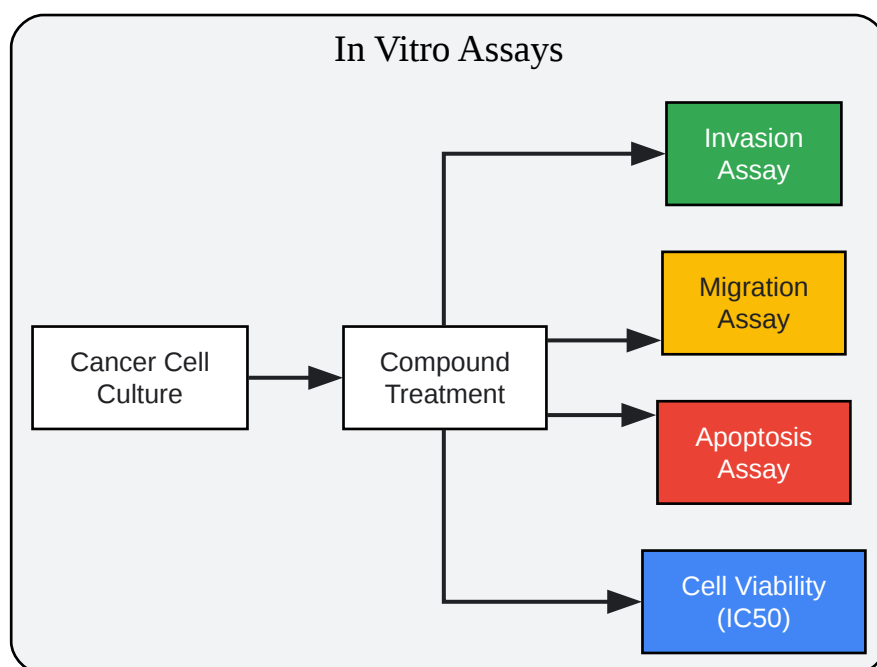 In Vitro Assays
Invasion
Assay
Migration
Assay
Cancer Cell
Culture
Compound
Treatment
Apoptosis
Assay
Cell Viability
(IC50)